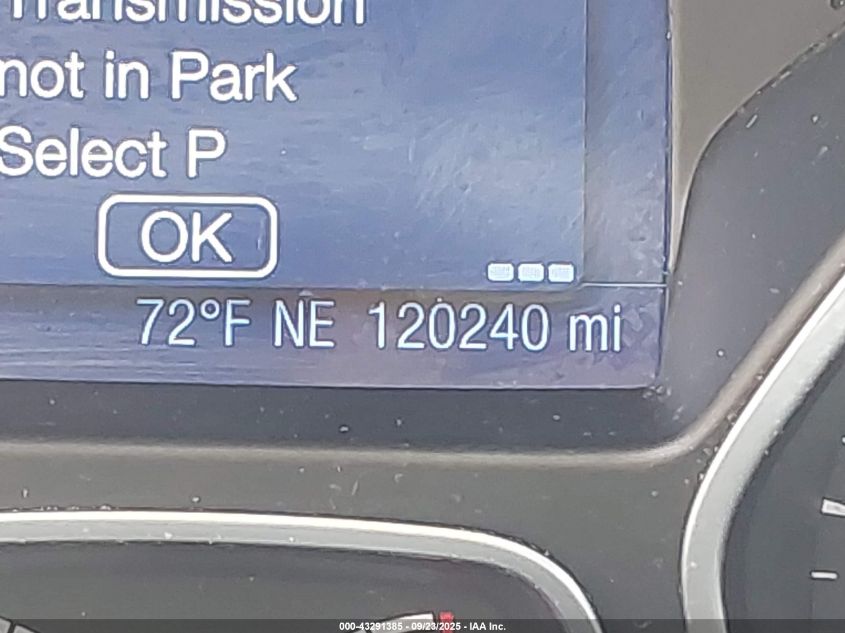 Transmission
not in Park
Select P
OK
72°F NE 120240 mi
000-43291385 - 09/23/2025 - IAA Inc.